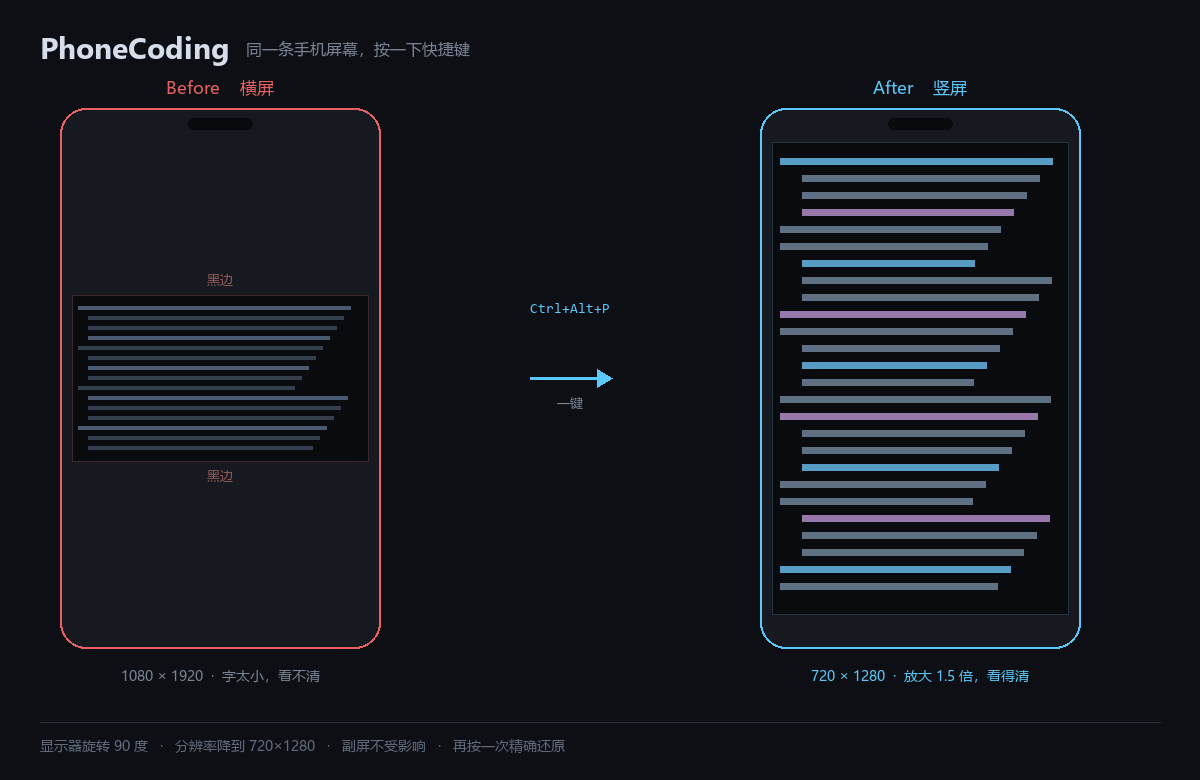 PhoneCoding 同一条手机屏幕，按一下快捷键
Before 横屏
After 竖屏
黑边
黑边
Ctrl+Alt+P
一键
1080 × 1920 · 字太小，看不清
720 × 1280 · 放大 1.5 倍，看得清
显示器旋转 90 度 · 分辨率降到 720×1280 · 副屏不受影响 · 再按一次精确还原